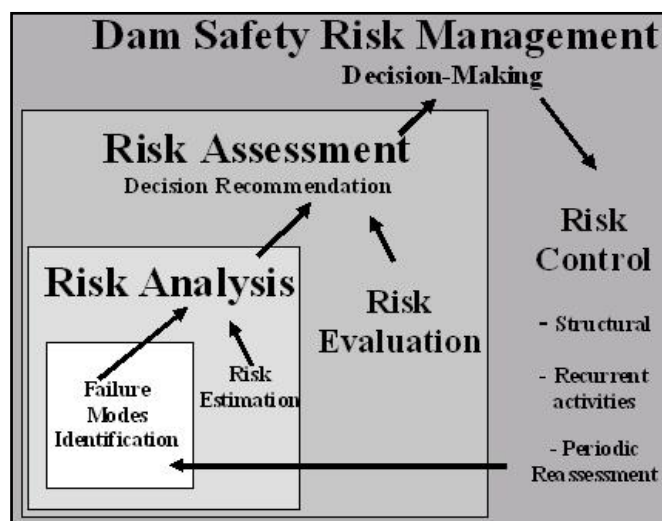 Dam Safety Risk Management
Decision-Making
Risk Assessment
Decision Recommendation
Risk Analysis
Failure
Modes
Identification
Risk
Estimation
Risk
Evaluation
Risk
Control
- Structural
- Recurrent
activities
- Periodic
Reassessment